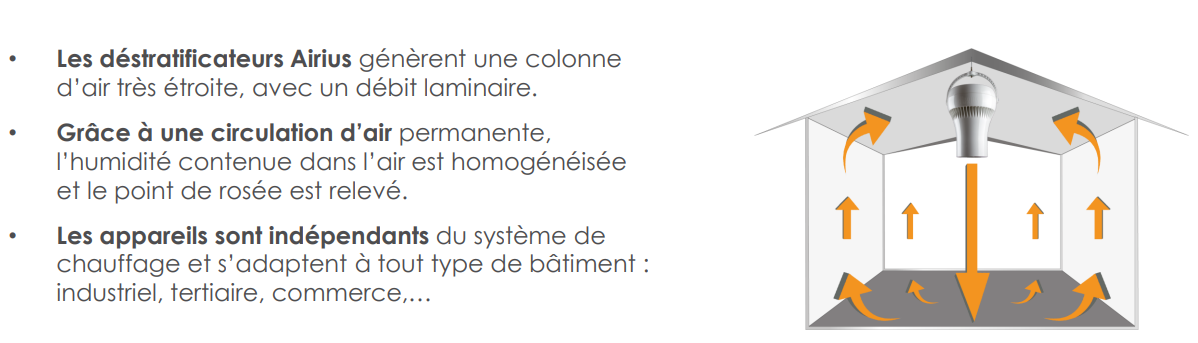 • Les déstratificateurs Airius génèrent une colonne
d’air très étroite, avec un débit laminaire.
• Grâce à une circulation d’air permanente,
l’humidité contenue dans l’air est homogénéisée
et le point de rosée est relevé.
• Les appareils sont indépendants du système de
chauffage et s’adaptent à tout type de bâtiment :
industriel, tertiaire, commerce,…